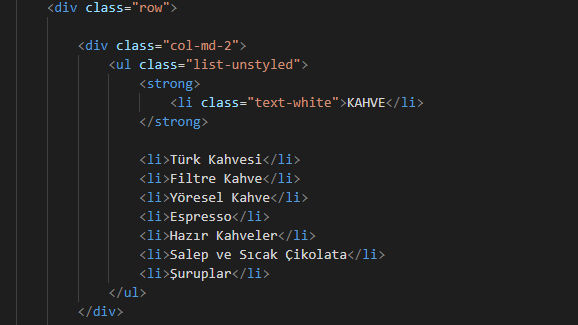 <div class="row">
<div class="col-md-2">
<ul class="list-unstyled">
<strong>
<li class="text-white">KAHVE</li>
</strong>
<li>Türk Kahvesi</li>
<li>Filtre Kahve</li>
<li>Yöresel Kahve</li>
<li>Espresso</li>
<li>Hazır Kahveler</li>
<li>Salep ve Sıcak Çikolata</li>
<li>Şuruplar</li>
</ul>
</div>